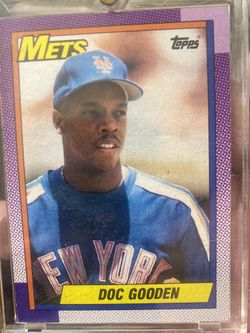 METS
Topps
NEW YORK
DOC GOODEN